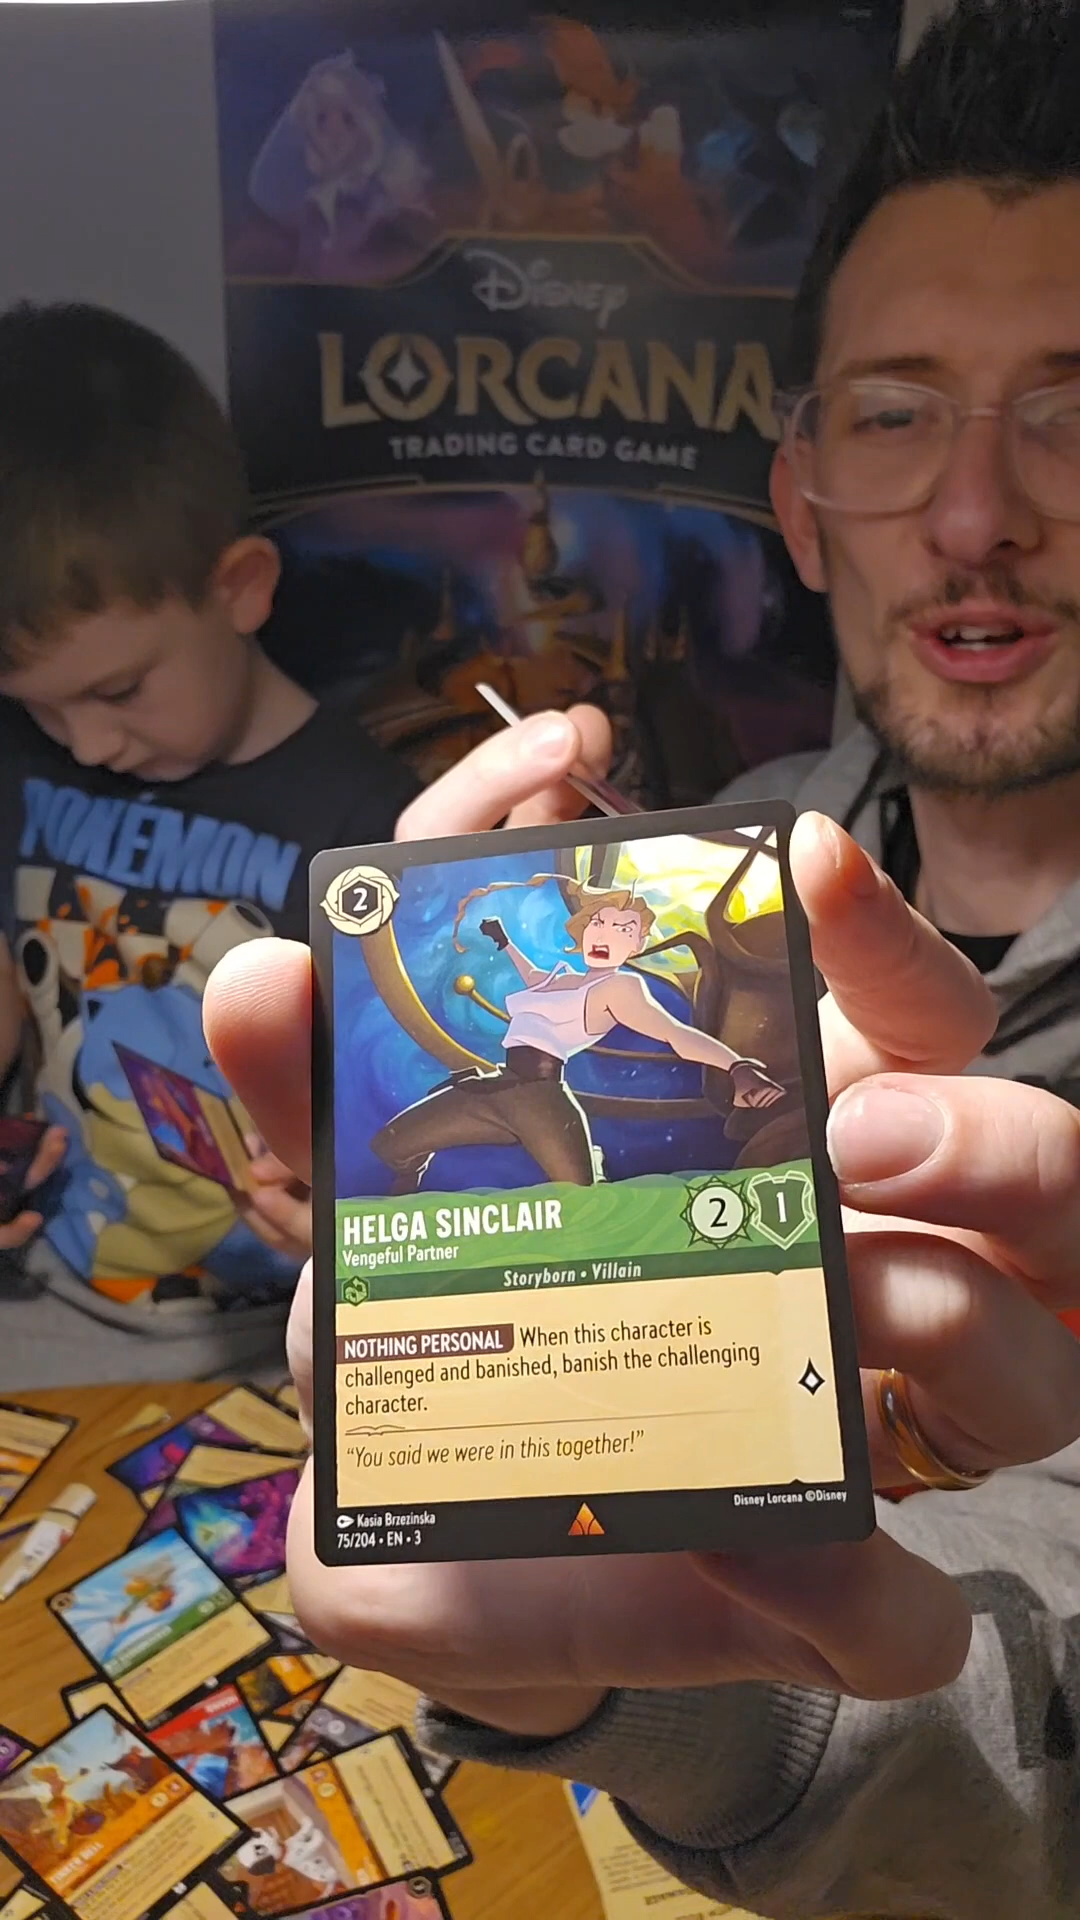 Disney
LORCANA
TRADING CARD GAME
POKÉMON
2
HELGA SINCLAIR
2 1
Vengeful Partner
Storyborn • Villain
NOTHING PERSONAL When this character is
challenged and banished, banish the challenging
character.
“You said we were in this together!”
Kasia Brzezinska
Disney Lorcana ©Disney
75/204 • EN • 3
TINKER BELL